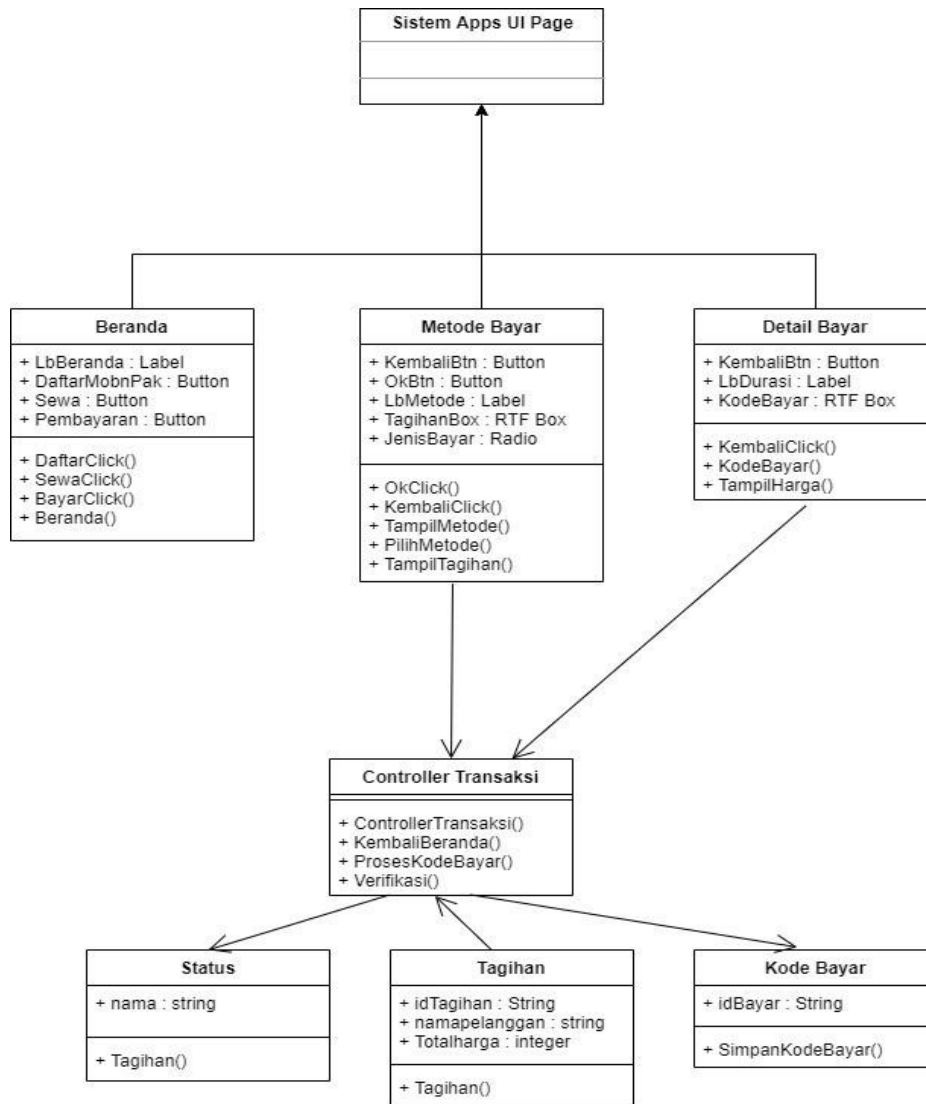 Sistem Apps UI Page
Beranda
+ LbBeranda : Label
+ DaftarMobnPak : Button
+ Sewa : Button
+ Pembayaran : Button
+ DaftarClick()
+ SewaClick()
+ BayarClick()
+ Beranda()
Metode Bayar
+ KembaliBtn : Button
+ OkBtn : Button
+ LbMetode : Label
+ TagihanBox : RTF Box
+ JenisBayar : Radio
+ OkClick()
+ KembaliClick()
+ TampilMetode()
+ PilihMetode()
+ TampilTagihan()
Detail Bayar
+ KembaliBtn : Button
+ LbDurasi : Label
+ KodeBayar : RTF Box
+ KembaliClick()
+ KodeBayar()
+ TampilHarga()
Controller Transaksi
+ ControllerTransaksi()
+ KembaliBeranda()
+ ProsesKodeBayar()
+ Verifikasi()
Status
+ nama : string
+ Tagihan()
Tagihan
+ idTagihan : String
+ namapelanggan : string
+ Totalharga : integer
+ Tagihan()
Kode Bayar
+ idBayar : String
+ SimpanKodeBayar()